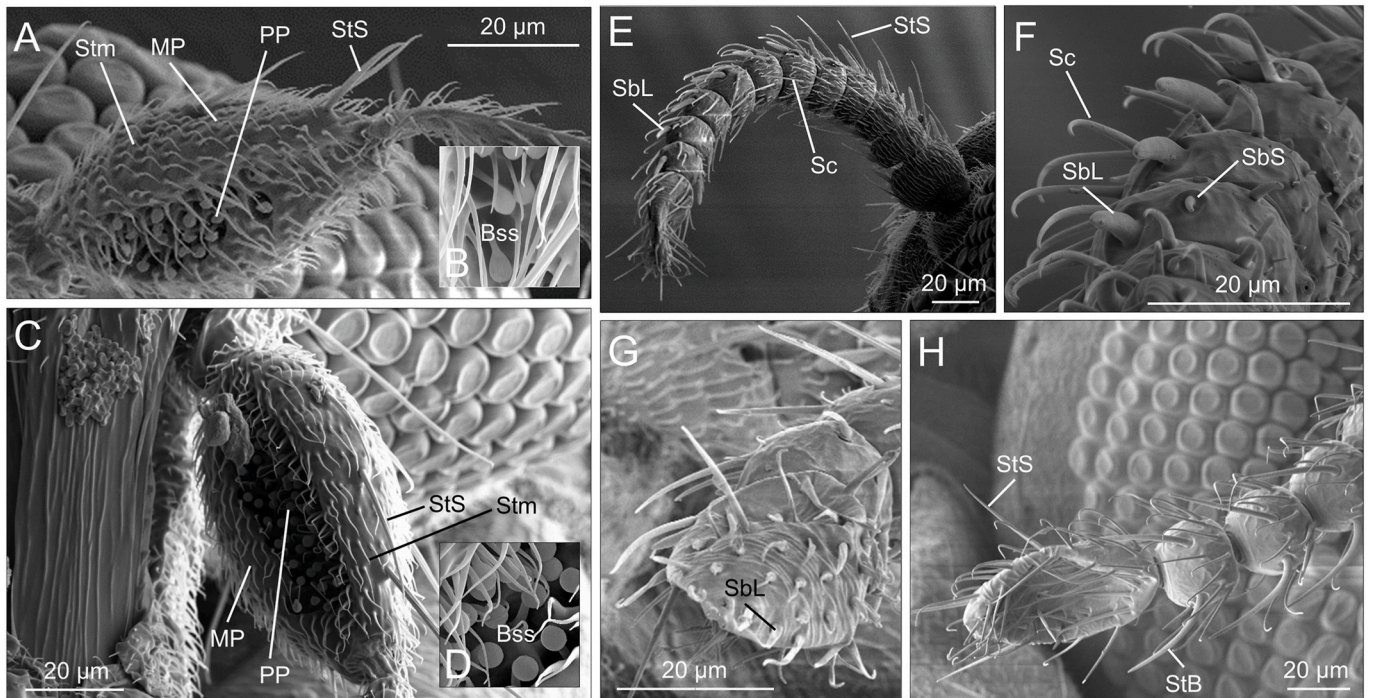 A
Stm
MP
PP
StS
20 µm
B
Bss
C
StS
Stm
MP
PP
20 µm
D
Bss
E
StS
SbL
Sc
20 µm
F
Sc
SbL
SbS
20 µm
G
SbL
20 µm
H
StS
StB
20 µm